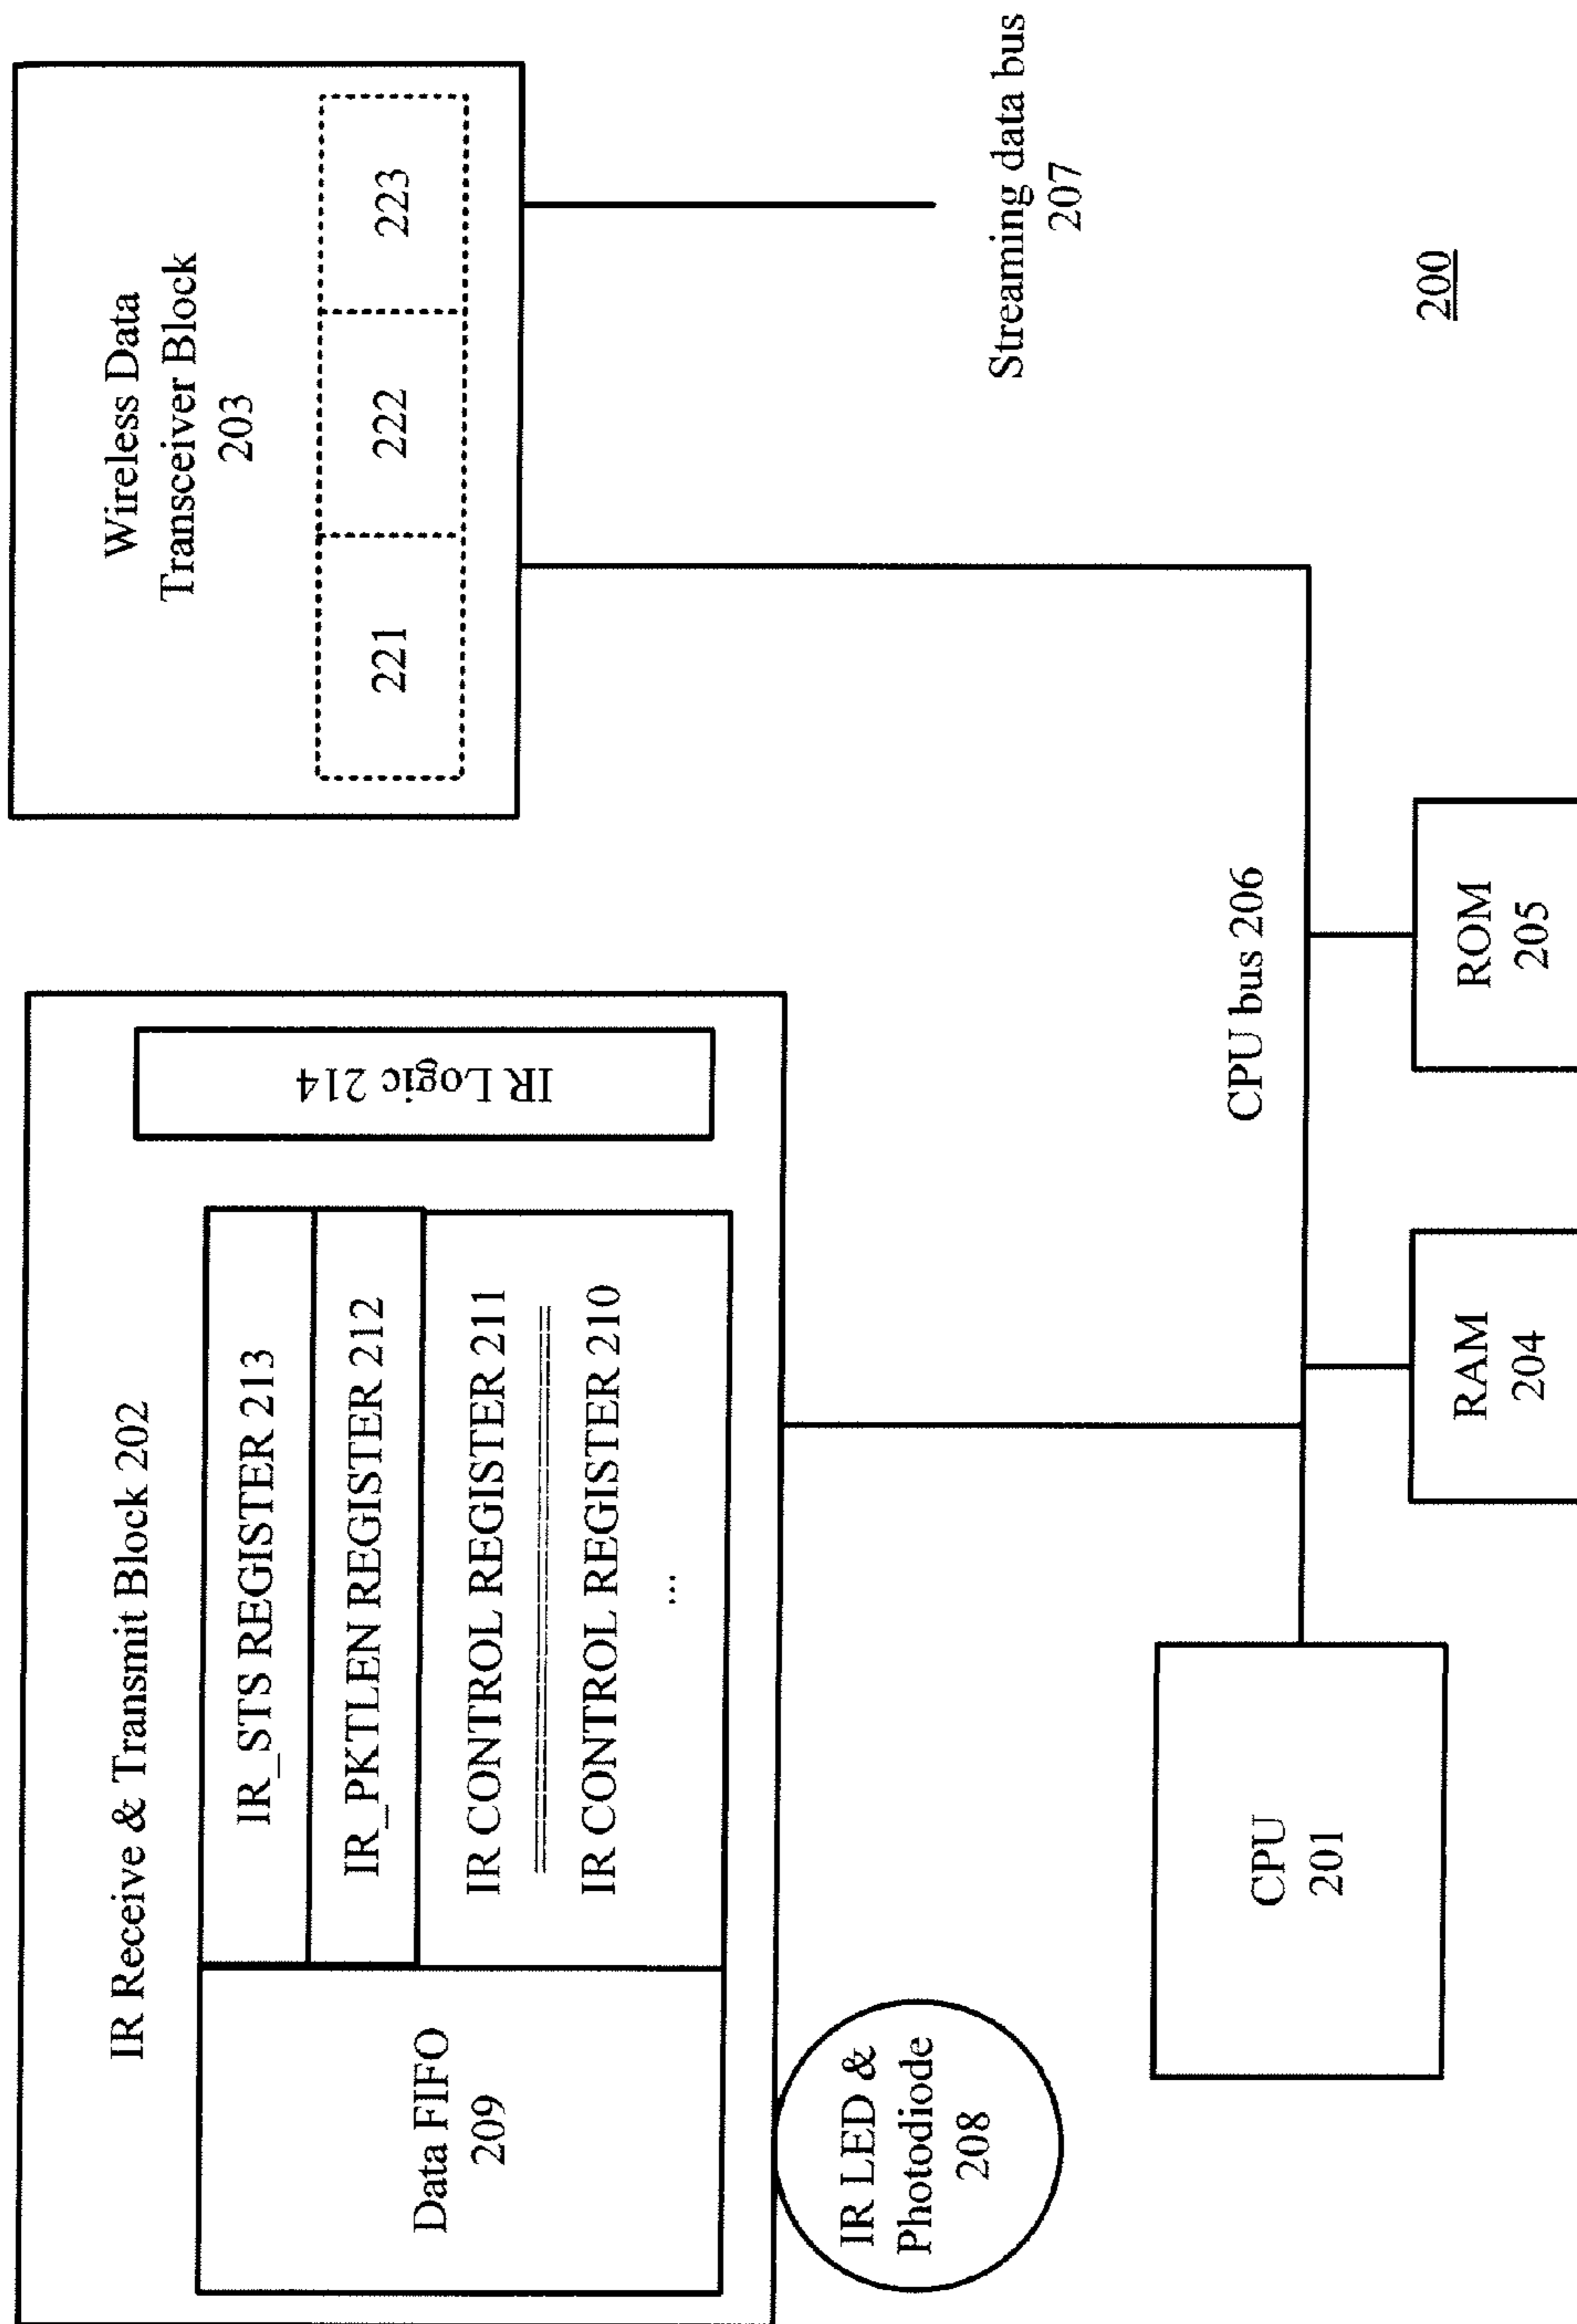 IR Receive & Transmit Block 202
Data FIFO
209
IR_STS REGISTER 213
IR_PKTLEN REGISTER 212
IR CONTROL REGISTER 211
IR CONTROL REGISTER 210
...
IR Logic 214
IR LED &
Photodiode
208
Wireless Data
Transceiver Block
203
221
222
223
Streaming data bus
207
CPU bus 206
CPU
201
RAM
204
ROM
205
200